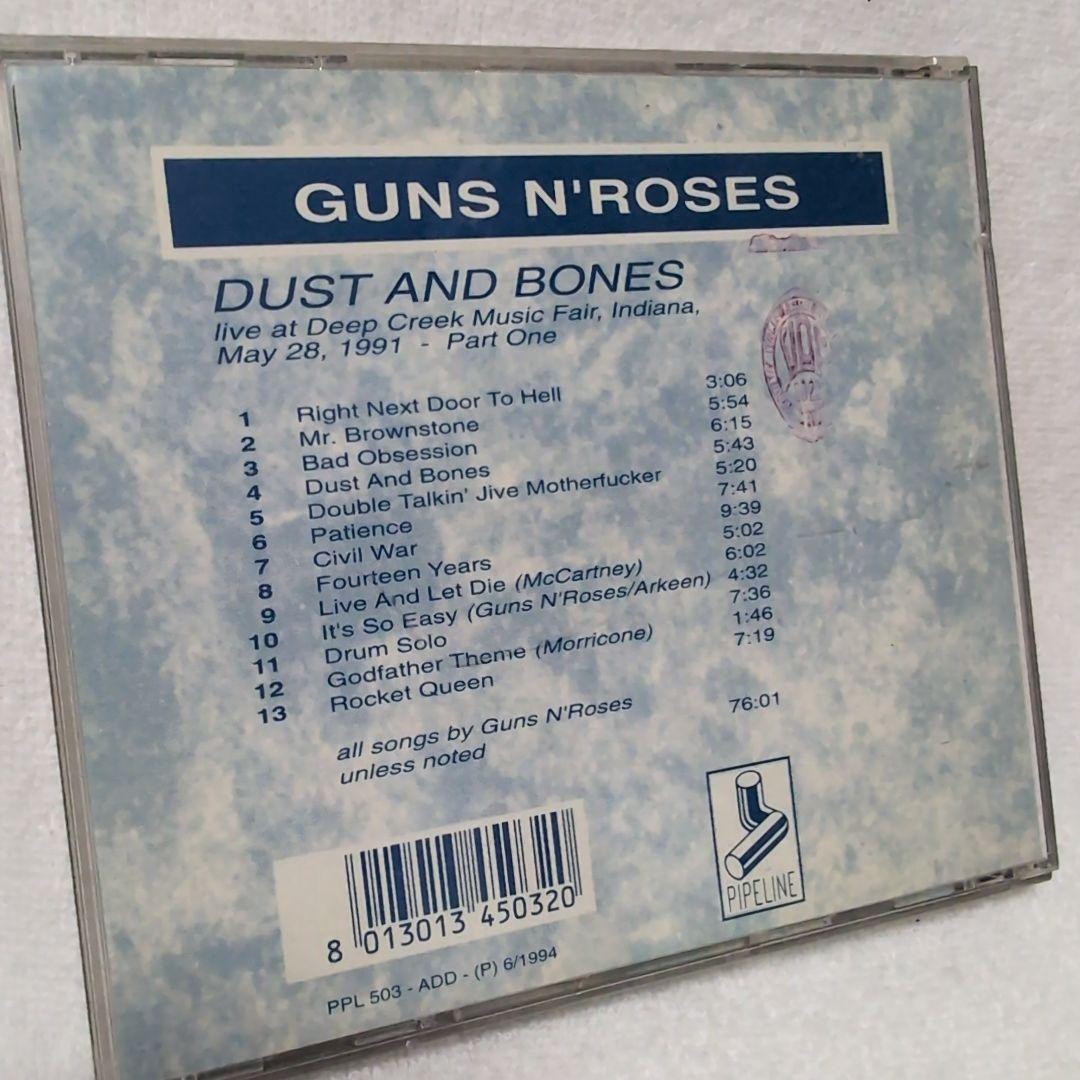 GUNS N'ROSES
DUST AND BONES
live at Deep Creek Music Fair, Indiana,
May 28, 1991 - Part One
1 Right Next Door To Hell 3:06
2 Mr. Brownstone 5:54
3 Bad Obsession 6:15
4 Dust And Bones 5:43
5 Double Talkin' Jive Motherfucker 5:20
6 Patience 7:41
7 Civil War 9:39
8 Fourteen Years 5:02
9 Live And Let Die (McCartney) 6:02
10 It's So Easy (Guns N'Roses/Arkeen) 4:32
11 Drum Solo 7:36
12 Godfather Theme (Morricone) 1:46
13 Rocket Queen 7:19
all songs by Guns N'Roses 76:01
unless noted
8 013013 450320
PIPELINE
PPL 503 - ADD - (P) 6/1994